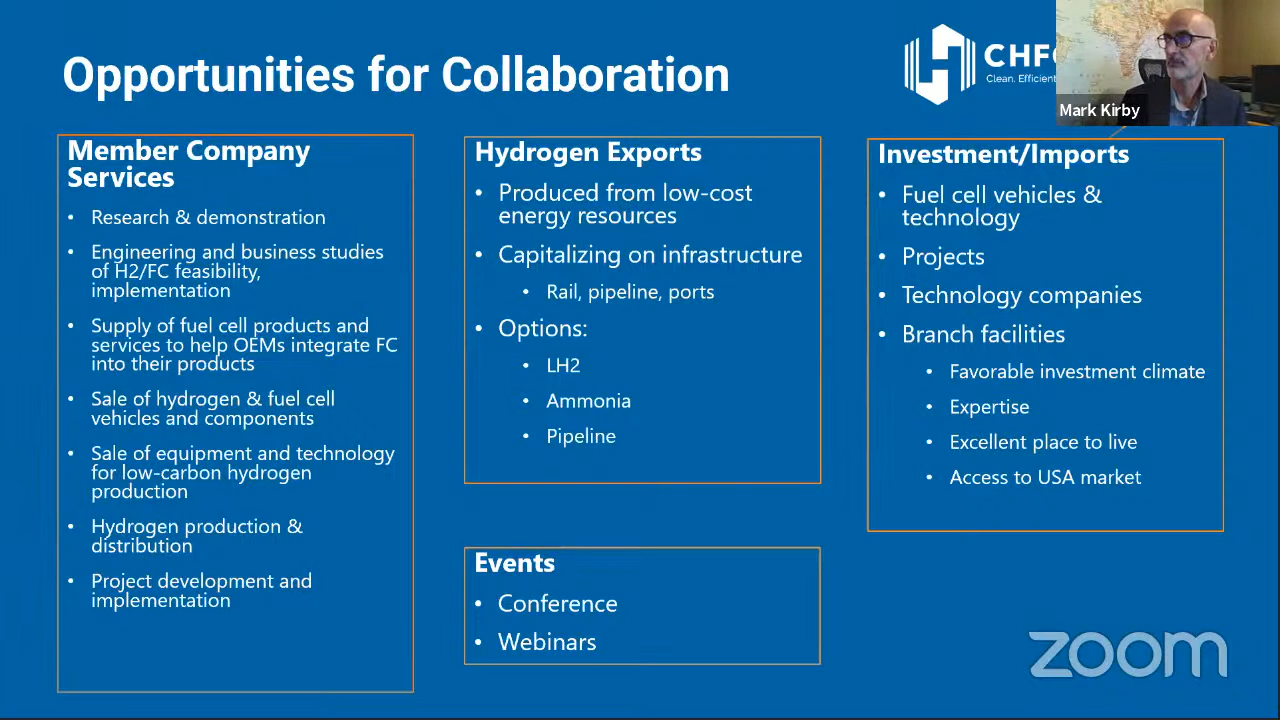 Opportunities for Collaboration
Clean. Efficient
Mark Kirby
Member Company
Services
• Research & demonstration
• Engineering and business studies
of H2/FC feasibility,
implementation
• Supply of fuel cell products and
services to help OEMs integrate FC
into their products
• Sale of hydrogen & fuel cell
vehicles and components
• Sale of equipment and technology
for low-carbon hydrogen
production
• Hydrogen production &
distribution
• Project development and
implementation
Hydrogen Exports
• Produced from low-cost
energy resources
• Capitalizing on infrastructure
• Rail, pipeline, ports
• Options:
• LH2
• Ammonia
• Pipeline
Events
• Conference
• Webinars
Investment/Imports
• Fuel cell vehicles &
technology
• Projects
• Technology companies
• Branch facilities
• Favorable investment climate
• Expertise
• Excellent place to live
• Access to USA market
zoom